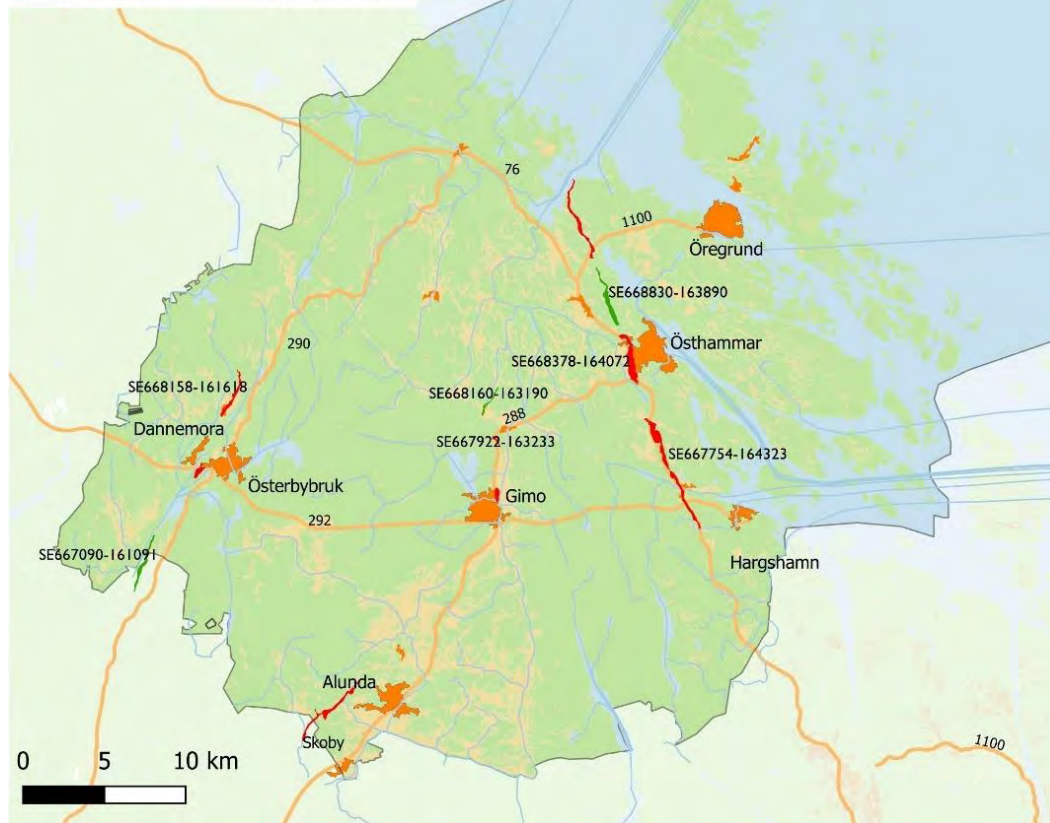 76
1100
Öregrund
SE668830-163890
Östhammar
290
SE668378-164072
SE668158-161618
SE668160-163190
288
Dannemora
SE667922-163233
SE667754-164323
Österbybruk
Gimo
292
SE667090-161091
Hargshamn
Alunda
Skoby
1100
0 5 10 km